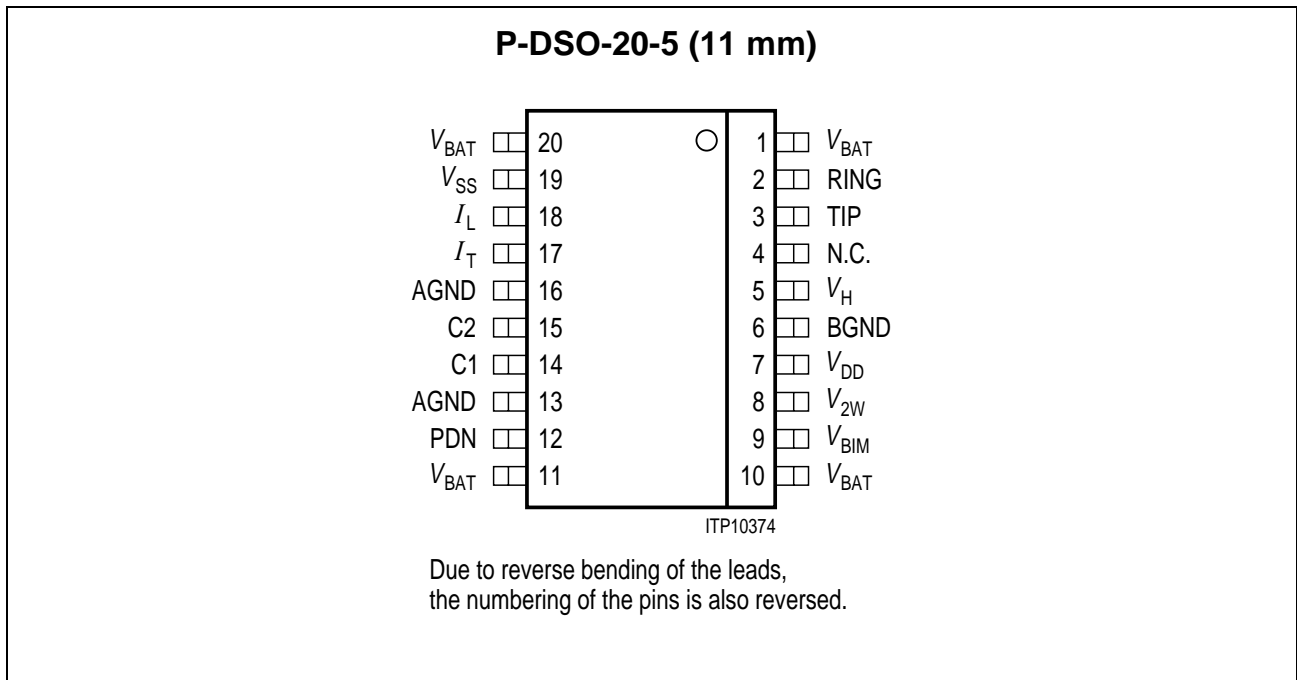 P-DSO-20-5 (11 mm)
VBAT 20 1 VBAT
VSS 19 2 RING
IL 18 3 TIP
IT 17 4 N.C.
AGND 16 5 VH
C2 15 6 BGND
C1 14 7 VDD
AGND 13 8 V2W
PDN 12 9 VBIM
VBAT 11 10 VBAT
ITP10374
Due to reverse bending of the leads,
the numbering of the pins is also reversed.